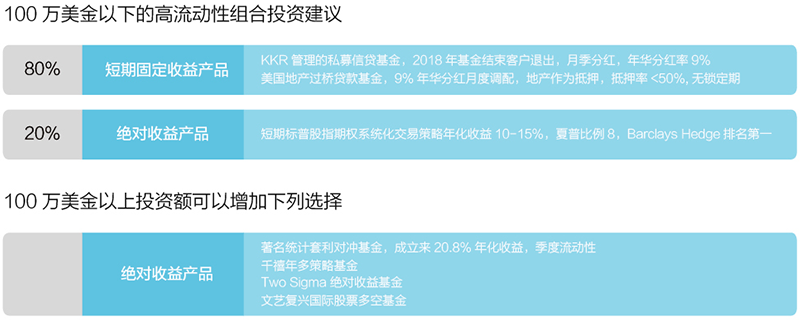 100 万美金以下的高流动性组合投资建议
80%
短期固定收益产品
KKR 管理的私募信贷基金，2018 年基金结束客户退出，月季分红，年华分红率 9%
美国地产过桥贷款基金，9% 年华分红月度调配，地产作为抵押，抵押率 <50%, 无锁定期
20%
绝对收益产品
短期标普股指期权系统化交易策略年化收益 10-15%，夏普比例 8，Barclays Hedge 排名第一
100 万美金以上投资额可以增加下列选择
绝对收益产品
著名统计套利对冲基金，成立来 20.8% 年化收益，季度流动性
千禧年多策略基金
Two Sigma 绝对收益基金
文艺复兴国际股票多空基金